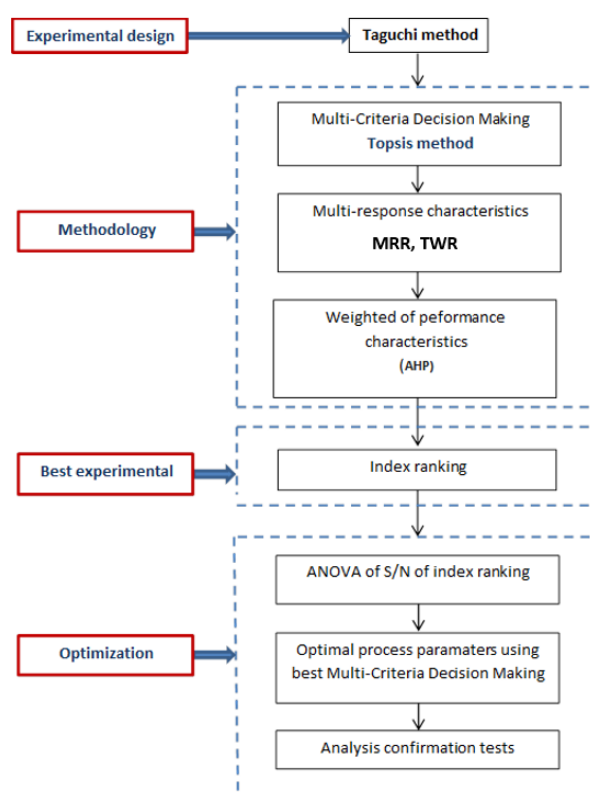 Experimental design
Taguchi method
Multi-Criteria Decision Making
Topsis method
Methodology
Multi-response characteristics
MRR, TWR
Weighted of peformance
characteristics
(AHP)
Best experimental
Index ranking
ANOVA of S/N of index ranking
Optimization
Optimal process paramaters using
best Multi-Criteria Decision Making
Analysis confirmation tests